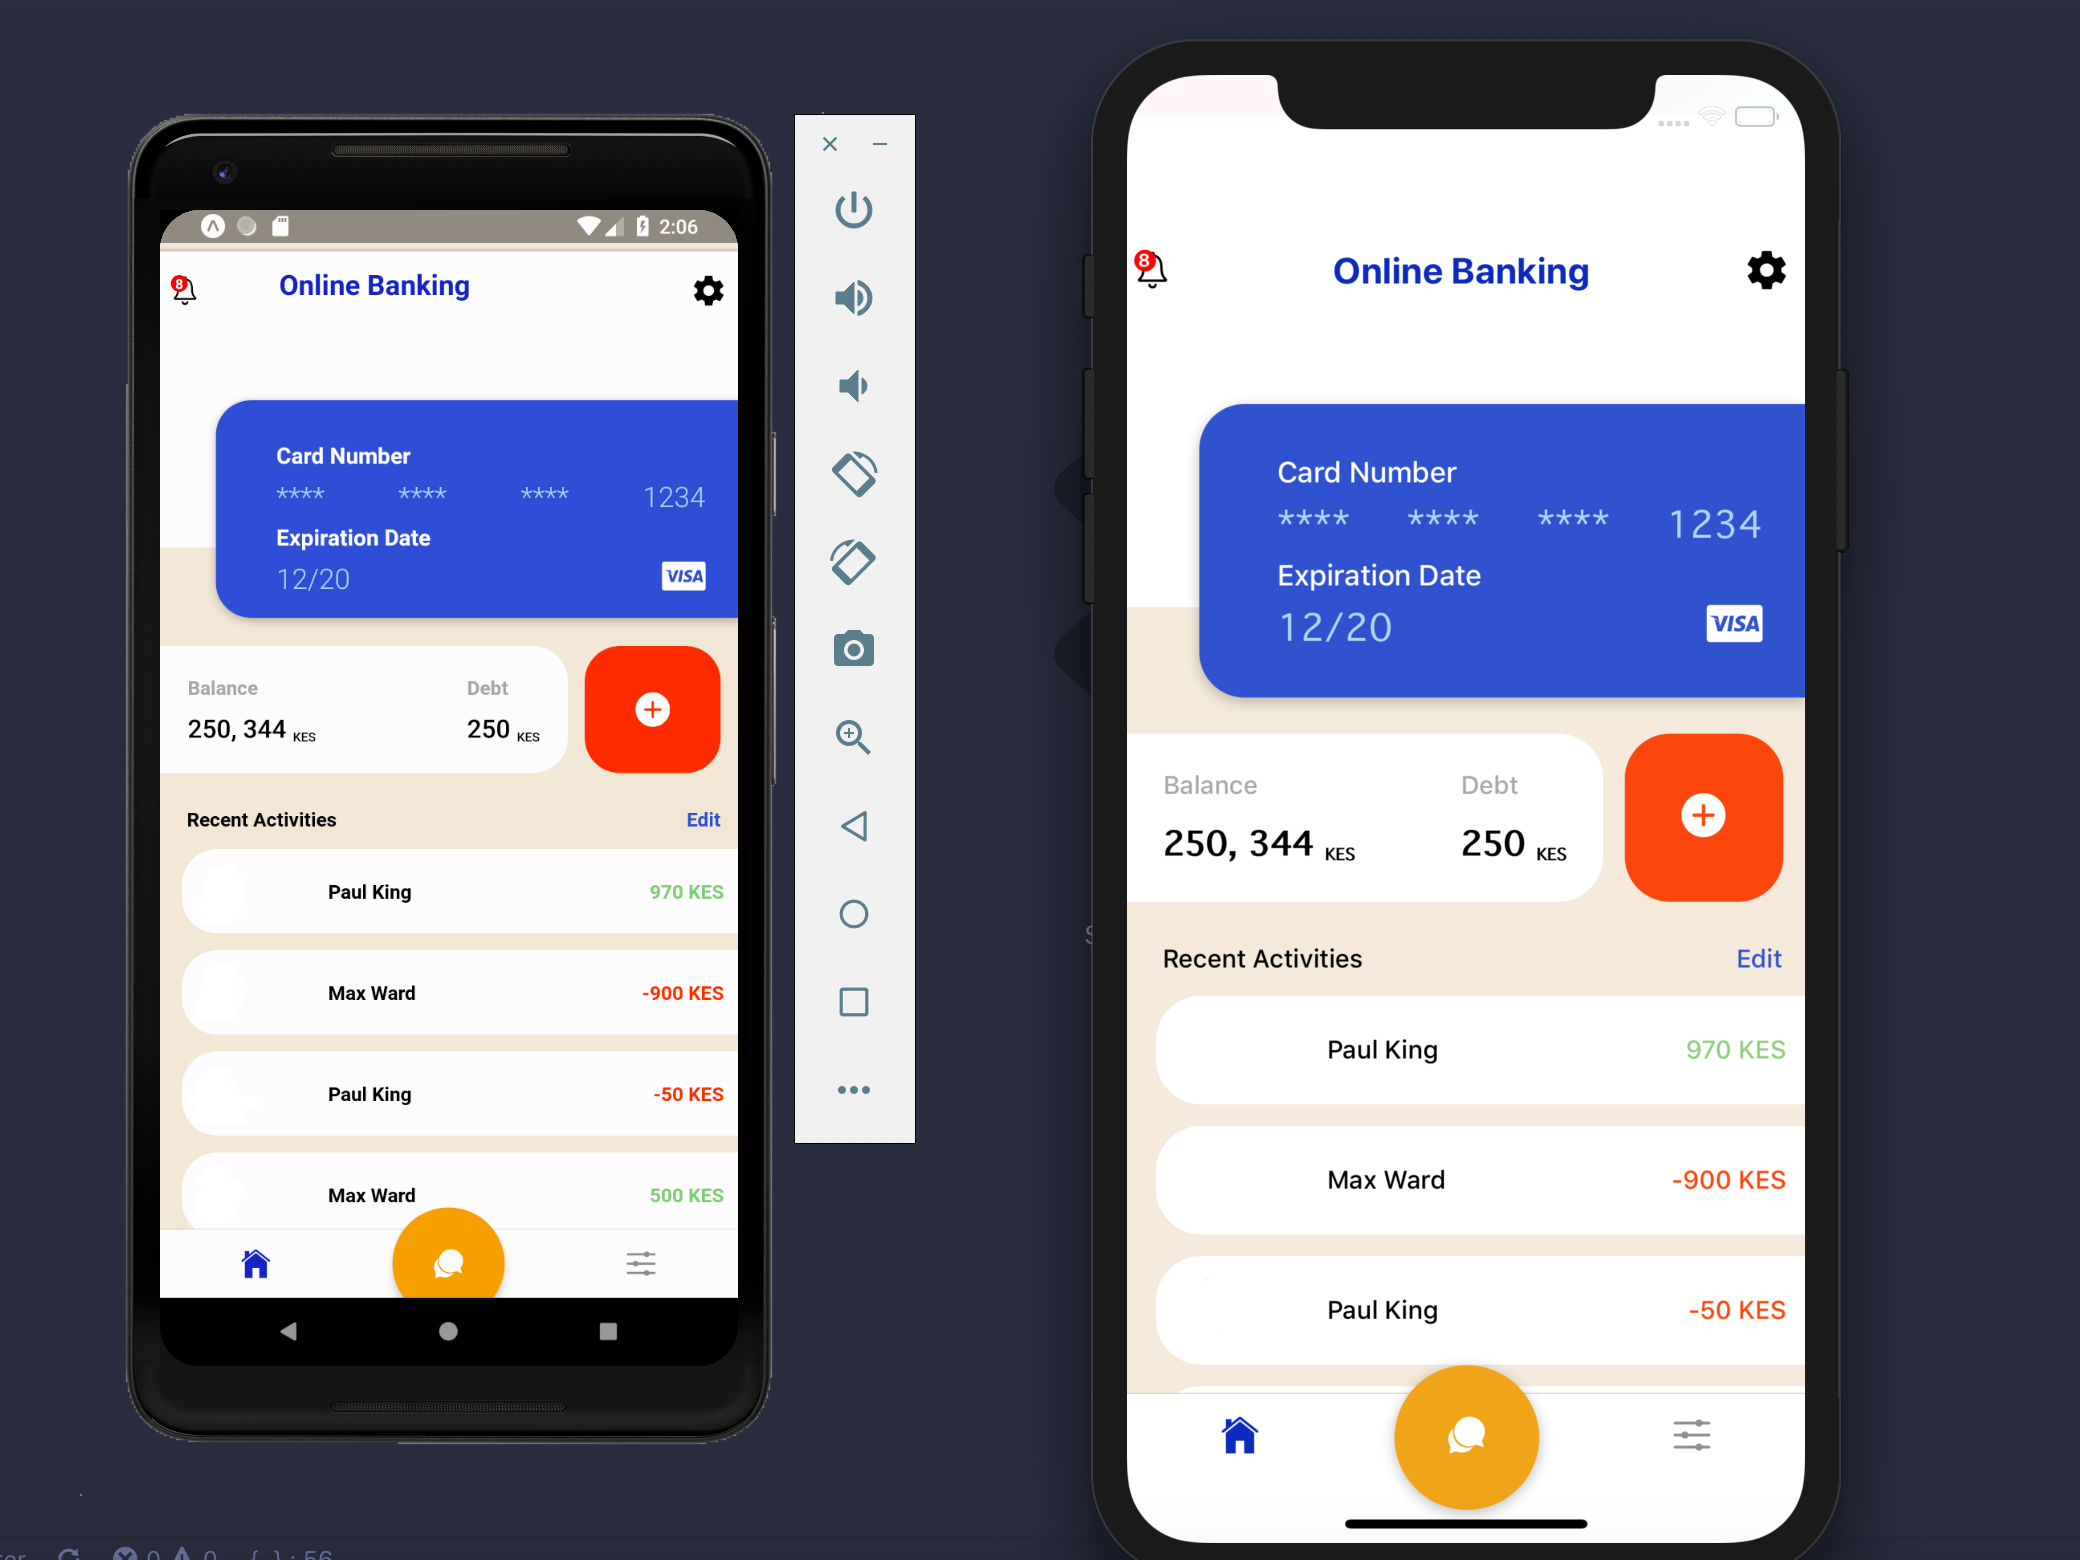 2:06
8
Online Banking
Card Number
**** **** **** 1234
Expiration Date
12/20
VISA
Balance Debt
250, 344 KES 250 KES
Recent Activities Edit
Paul King 970 KES
Max Ward -900 KES
Paul King -50 KES
Max Ward 500 KES
8
Online Banking
Card Number
**** **** **** 1234
Expiration Date
12/20
VISA
Balance Debt
250, 344 KES 250 KES
Recent Activities Edit
Paul King 970 KES
Max Ward -900 KES
Paul King -50 KES